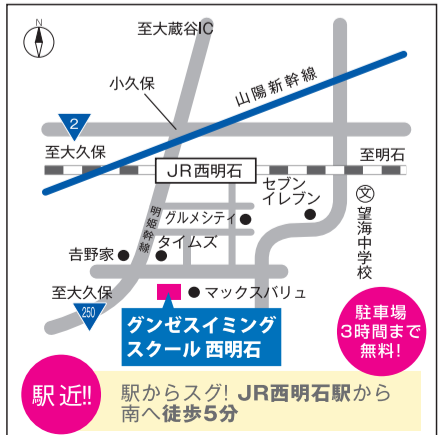 N
至大蔵谷IC
小久保
山陽新幹線
2
至大久保
至明石
JR西明石
セブン
イレブン
文
望海中学校
明姫幹線
グルメシティ
𠮷野家
タイムズ
至大久保
250
マックスバリュ
グンゼスイミング
スクール 西明石
駐車場
3時間まで
無料!
駅近!!
駅からスグ! JR西明石駅から
南へ徒歩5分